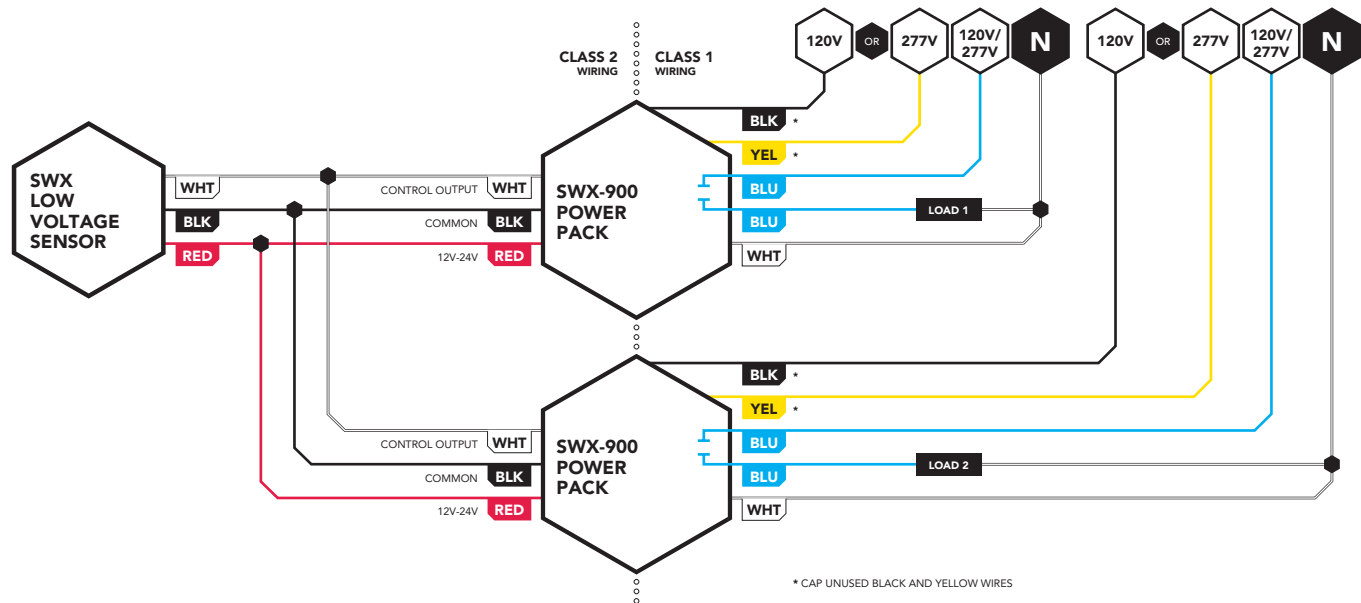 120V
OR
277V
120V/
277V
N
120V
OR
277V
120V/
277V
N
CLASS 2
WIRING
CLASS 1
WIRING
SWX
LOW
VOLTAGE
SENSOR
WHT
BLK
RED
CONTROL OUTPUT WHT
COMMON BLK
12V-24V RED
SWX-900
POWER
PACK
BLK *
YEL *
BLU
BLU
LOAD 1
WHT
CONTROL OUTPUT WHT
COMMON BLK
12V-24V RED
SWX-900
POWER
PACK
BLK *
YEL *
BLU
BLU
LOAD 2
WHT
* CAP UNUSED BLACK AND YELLOW WIRES